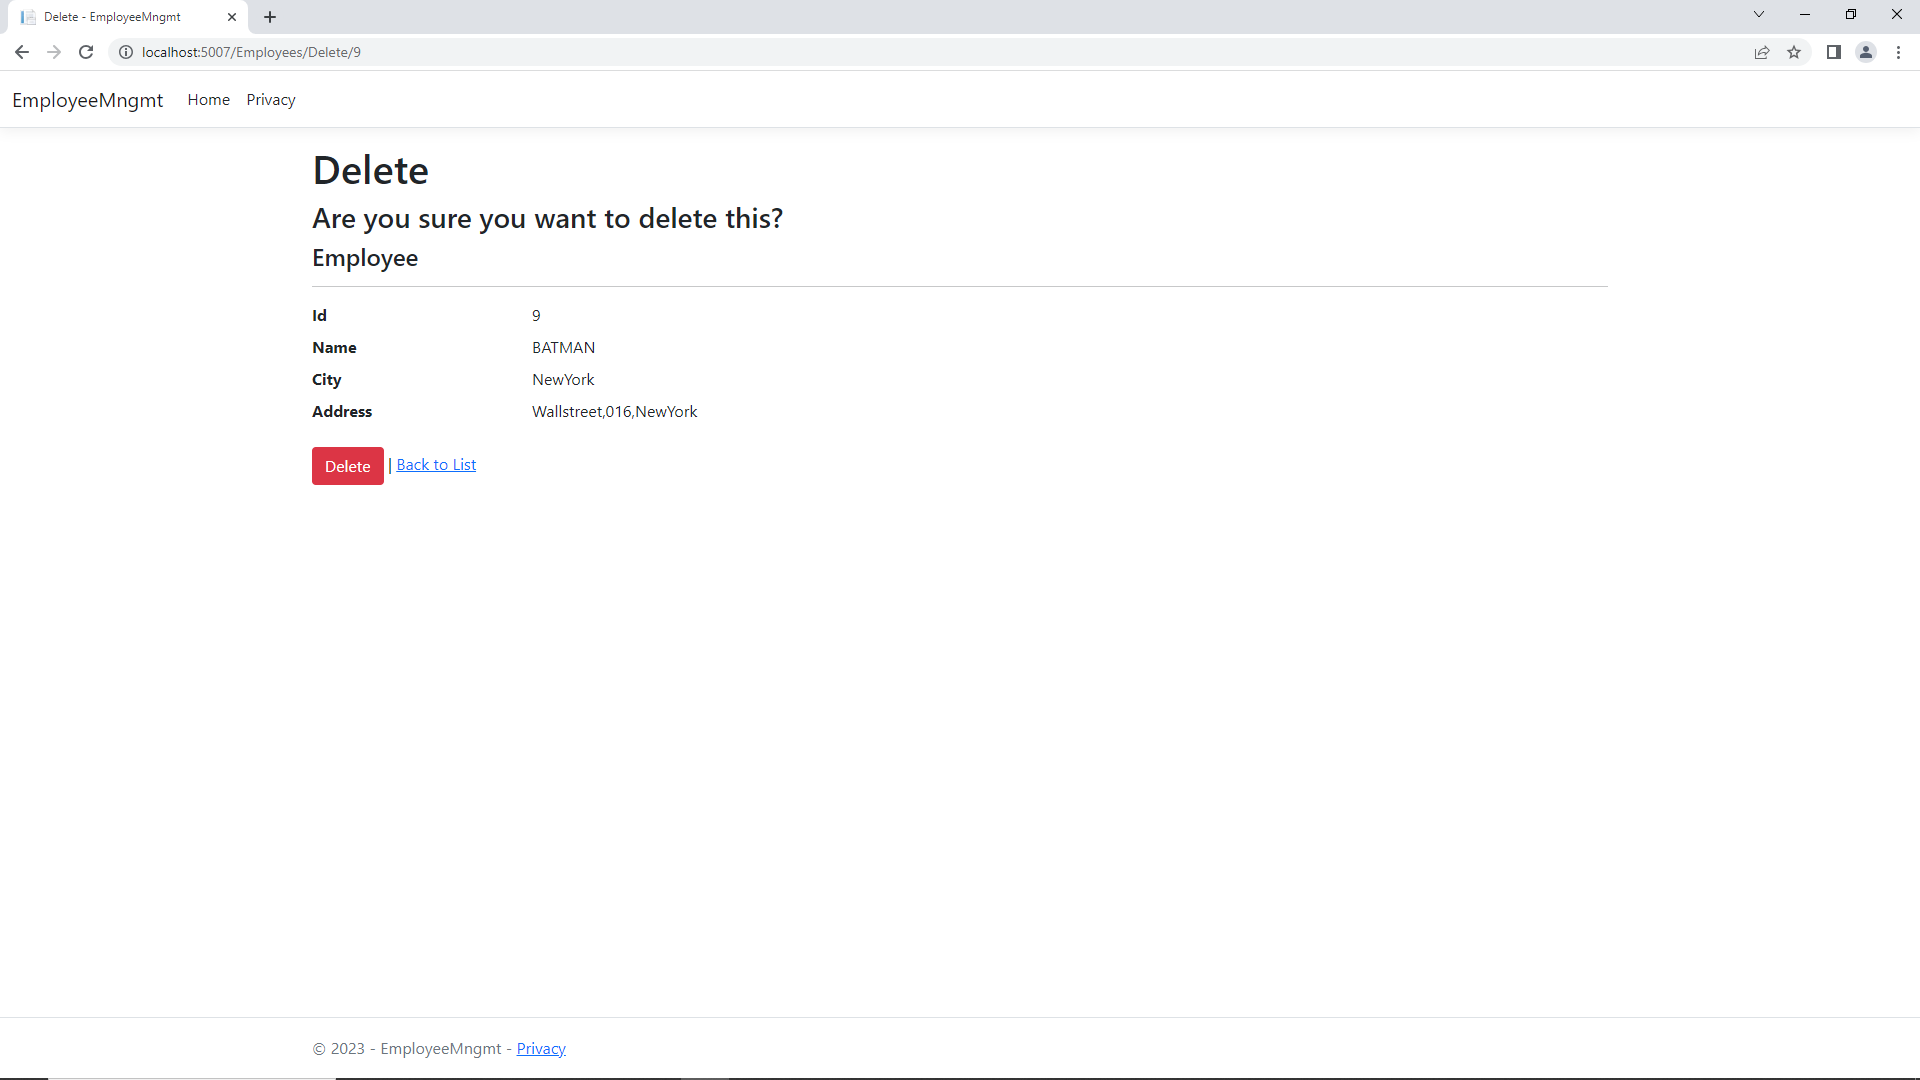 Delete - EmployeeMngmt
localhost:5007/Employees/Delete/9
EmployeeMngmt Home Privacy
Delete
Are you sure you want to delete this?
Employee
Id 9
Name BATMAN
City NewYork
Address Wallstreet,016,NewYork
Delete | Back to List
© 2023 - EmployeeMngmt - Privacy